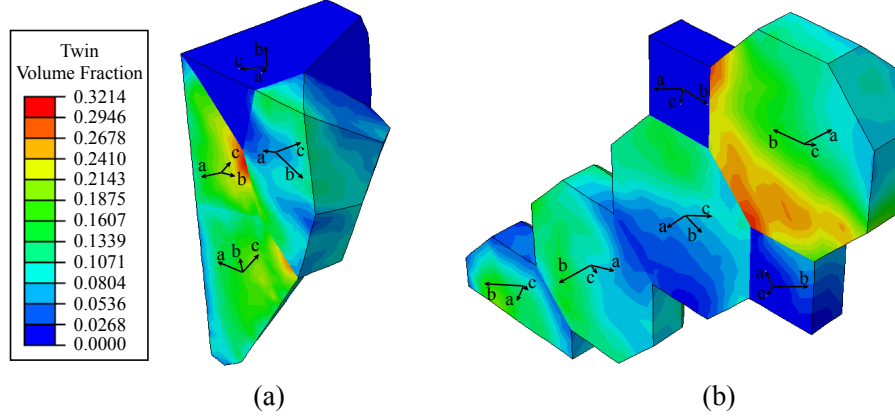 Twin
Volume Fraction
0.3214
0.2946
0.2678
0.2410
0.2143
0.1875
0.1607
0.1339
0.1071
0.0804
0.0536
0.0268
0.0000
b
c
a
a
c
b
a
c
b
a
b
c
(a)
a
c
b
b
a
c
a
b
c
b
c
a
b
a
c
a
c
b
(b)